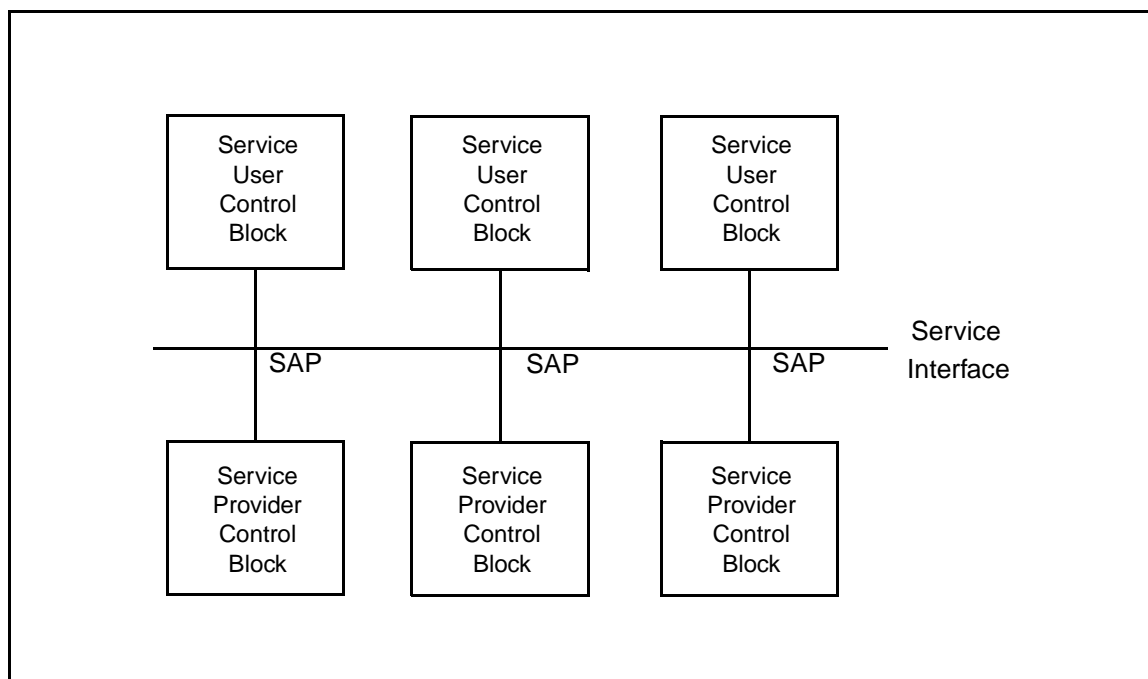 Service
User
Control
Block
Service
User
Control
Block
Service
User
Control
Block
SAP
SAP
SAP
Service
Interface
Service
Provider
Control
Block
Service
Provider
Control
Block
Service
Provider
Control
Block